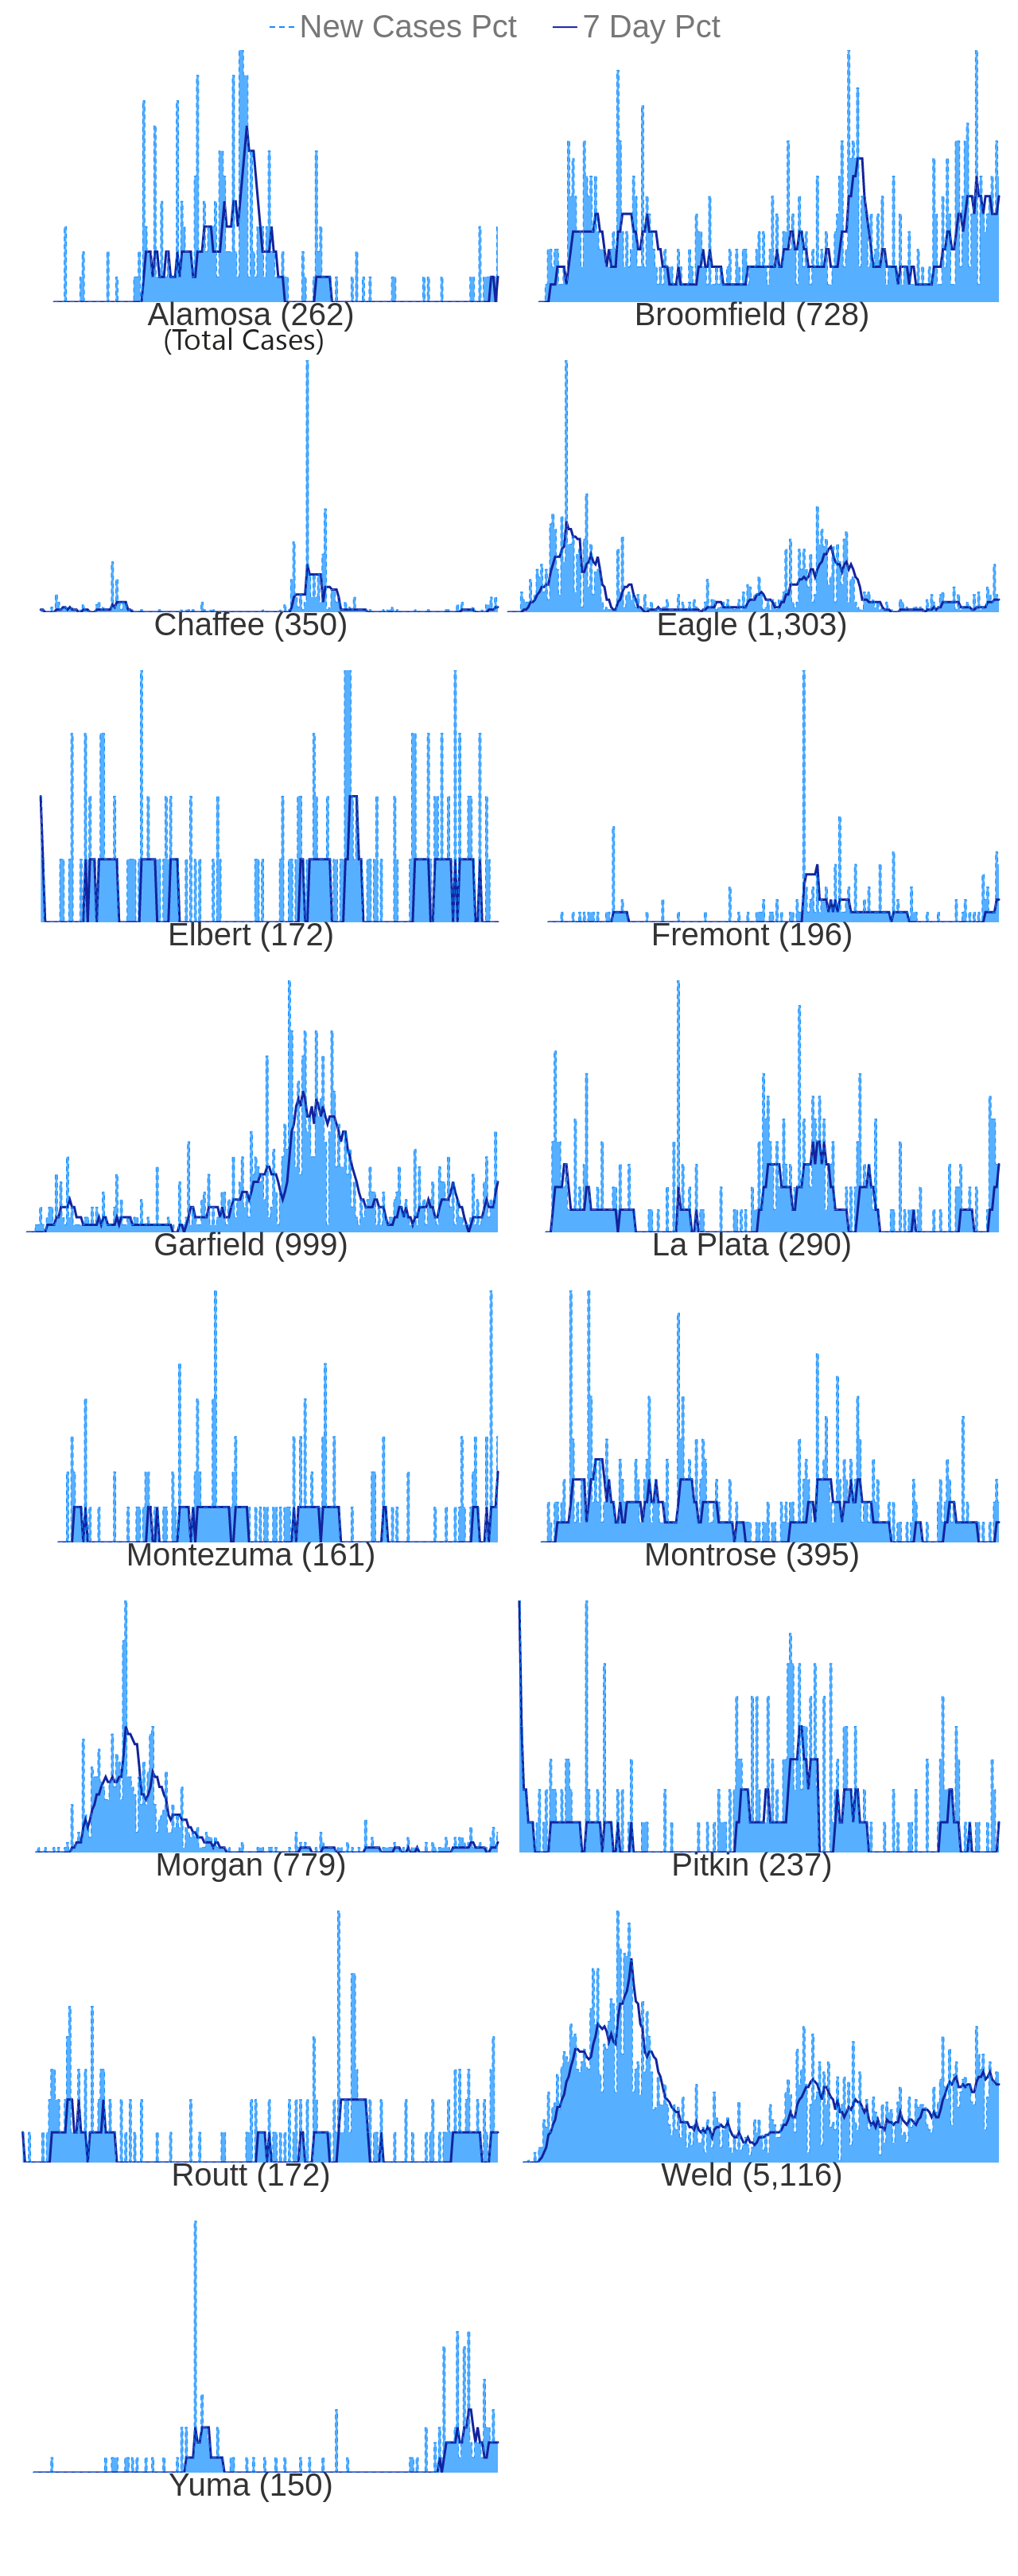 New Cases Pct 7 Day Pct
Alamosa (262) Broomfield (728)
(Total Cases)
Chaffee (350) Eagle (1,303)
Elbert (172) Fremont (196)
Garfield (999) La Plata (290)
Montezuma (161) Montrose (395)
Morgan (779) Pitkin (237)
Routt (172) Weld (5,116)
Yuma (150)